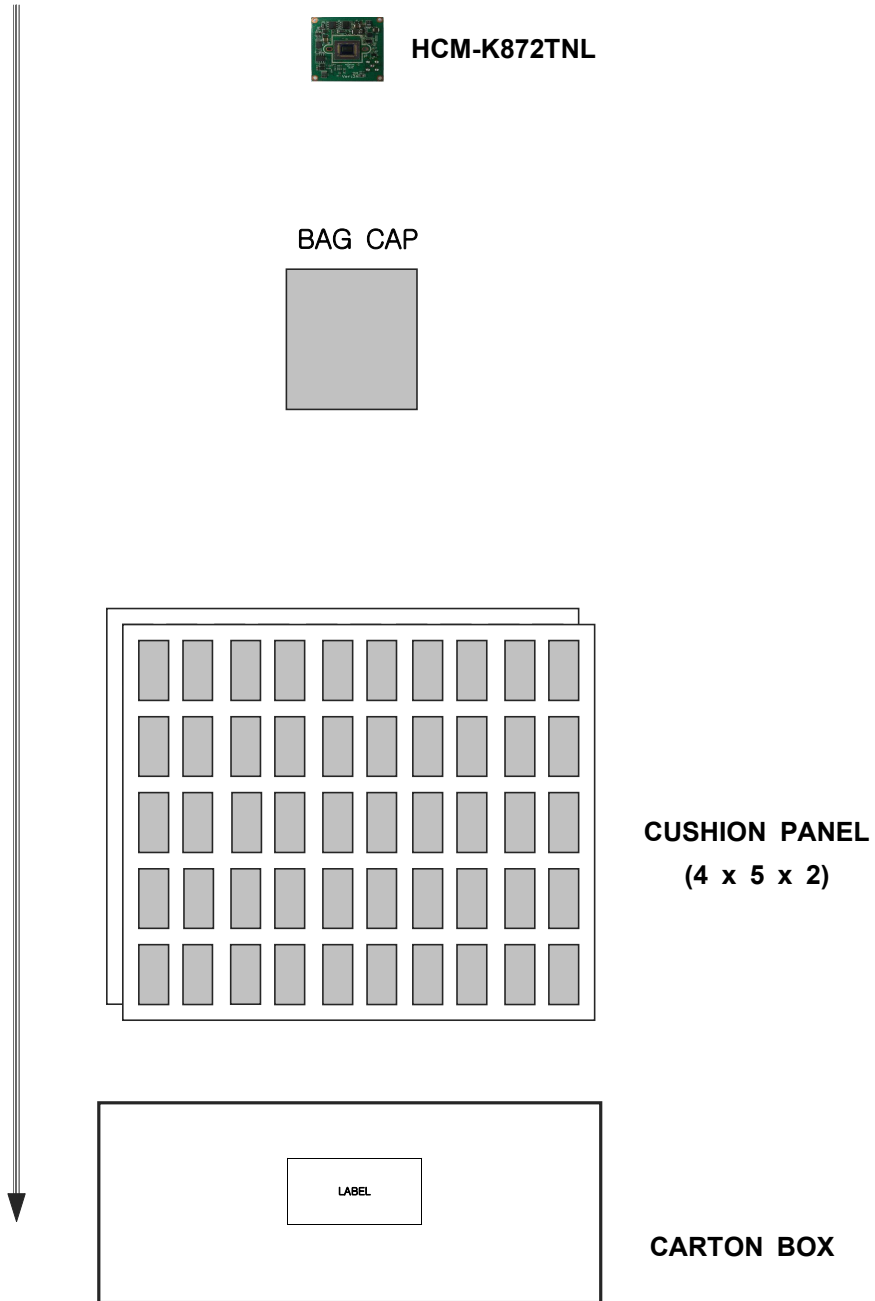 HCM-K872TNL
BAG CAP
CUSHION PANEL
(4 x 5 x 2)
LABEL
CARTON BOX